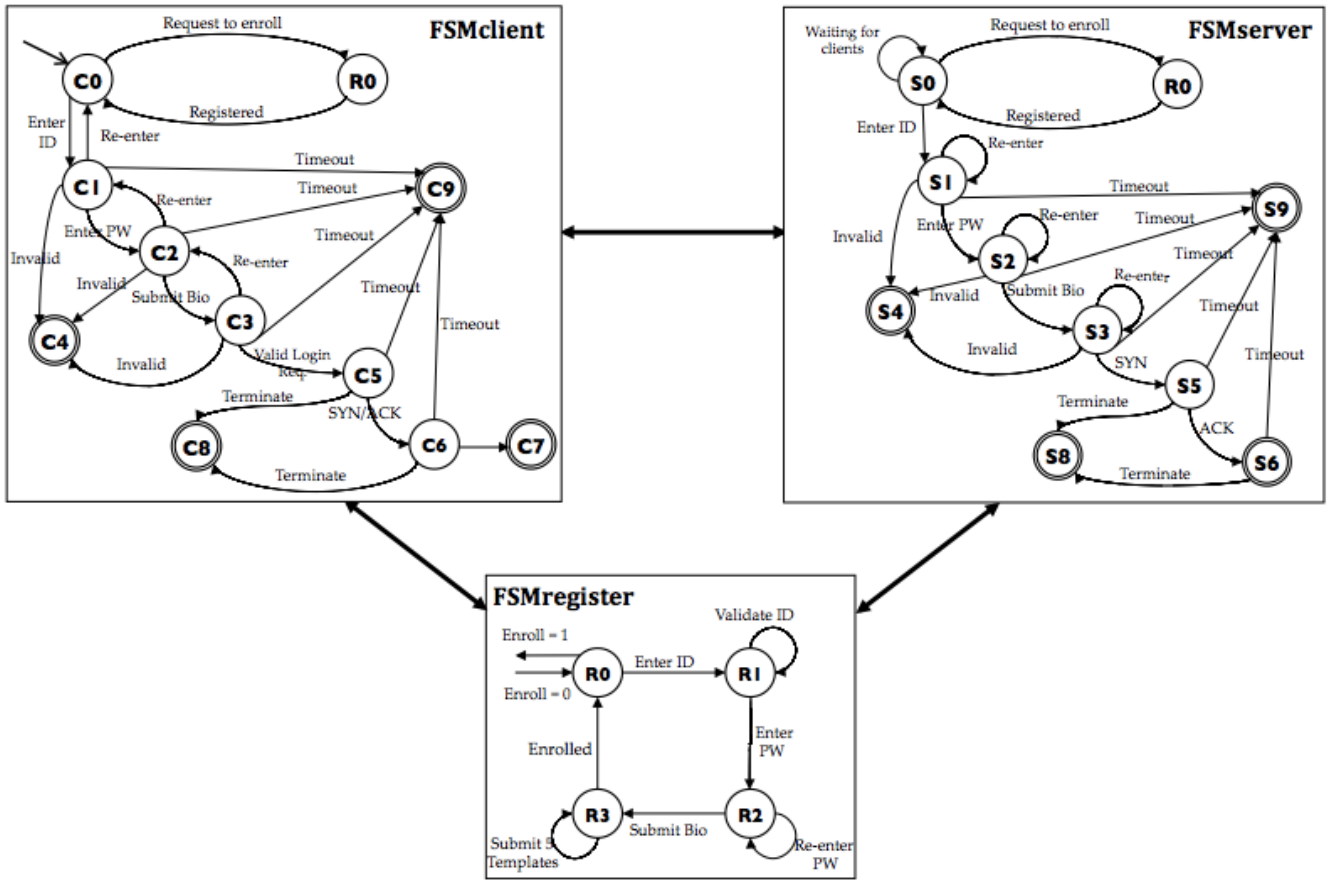 FSMclient
Request to enroll
C0
R0
Registered
Enter
ID
Re-enter
Timeout
C1
C9
Timeout
Re-enter
Enter PW
Timeout
C2
Invalid
Re-enter
Invalid
Submit Bio
Timeout
C3
Timeout
C4
Valid Login
Req.
Invalid
C5
Terminate
SYN/ACK
C8
C6
C7
Terminate
FSMserver
Waiting for
clients
Request to enroll
S0
R0
Registered
Enter ID
Re-enter
S1
Timeout
S9
Re-enter
Timeout
Enter PW
Invalid
S2
Timeout
Re-enter
Invalid
Submit Bio
S4
Timeout
S3
Invalid
Timeout
SYN
S5
Terminate
ACK
S8
S6
Terminate
FSMregister
Validate ID
Enroll = 1
Enter ID
R0
R1
Enroll = 0
Enter
PW
Enrolled
R3
R2
Submit Bio
Submit 5
Templates
Re-enter
PW